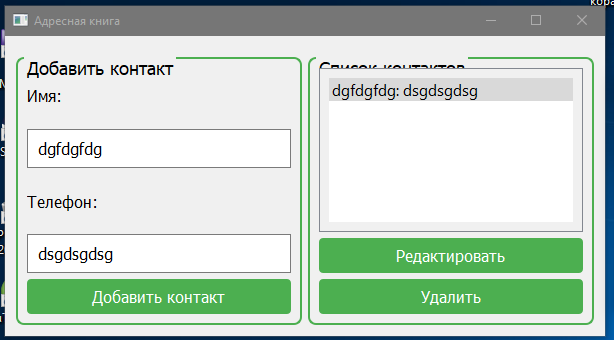 Адресная книга
Добавить контакт
Имя:
dgfdgfdg
Телефон:
dsgdsgdsg
Добавить контакт
Список контактов
dgfdgfdg: dsgdsgdsg
Редактировать
Удалить